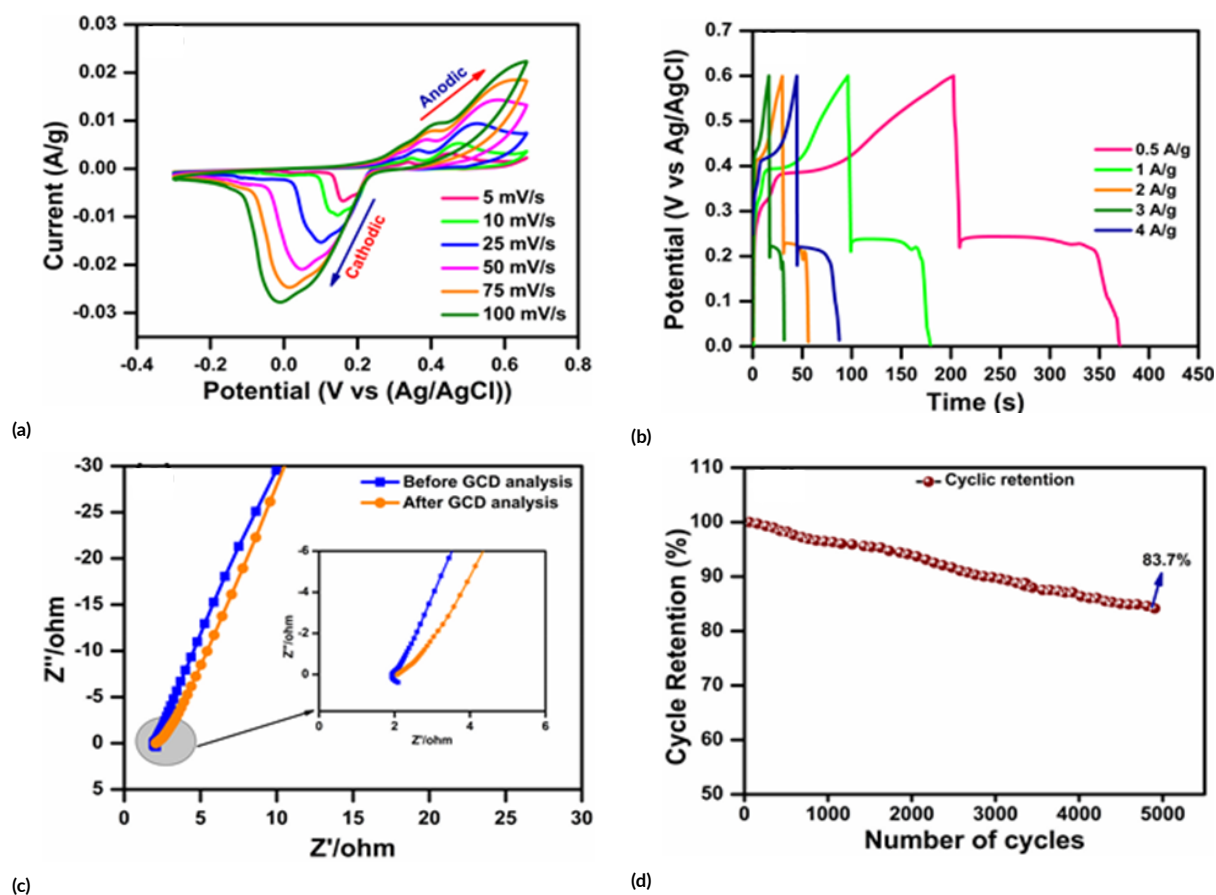 0.03
0.02
0.01
0.00
-0.01
-0.02
-0.03
Current (A/g)
Anodic
Cathodic
5 mV/s
10 mV/s
25 mV/s
50 mV/s
75 mV/s
100 mV/s
-0.4 -0.2 0.0 0.2 0.4 0.6 0.8
Potential (V vs (Ag/AgCl))
(a)
0.7
0.6
0.5
0.4
0.3
0.2
0.1
0.0
Potential (V vs Ag/AgCl)
0.5 A/g
1 A/g
2 A/g
3 A/g
4 A/g
0 50 100 150 200 250 300 350 400 450
Time (s)
(b)
-30
-25
-20
-15
-10
-5
0
5
Z''/ohm
Before GCD analysis
After GCD analysis
-6
-4
-2
0
Z''/ohm
0 2 4 6
Z'/ohm
0 5 10 15 20 25 30
Z'/ohm
(c)
110
100
90
80
70
60
50
Cycle Retention (%)
Cyclic retention
83.7%
0 1000 2000 3000 4000 5000
Number of cycles
(d)